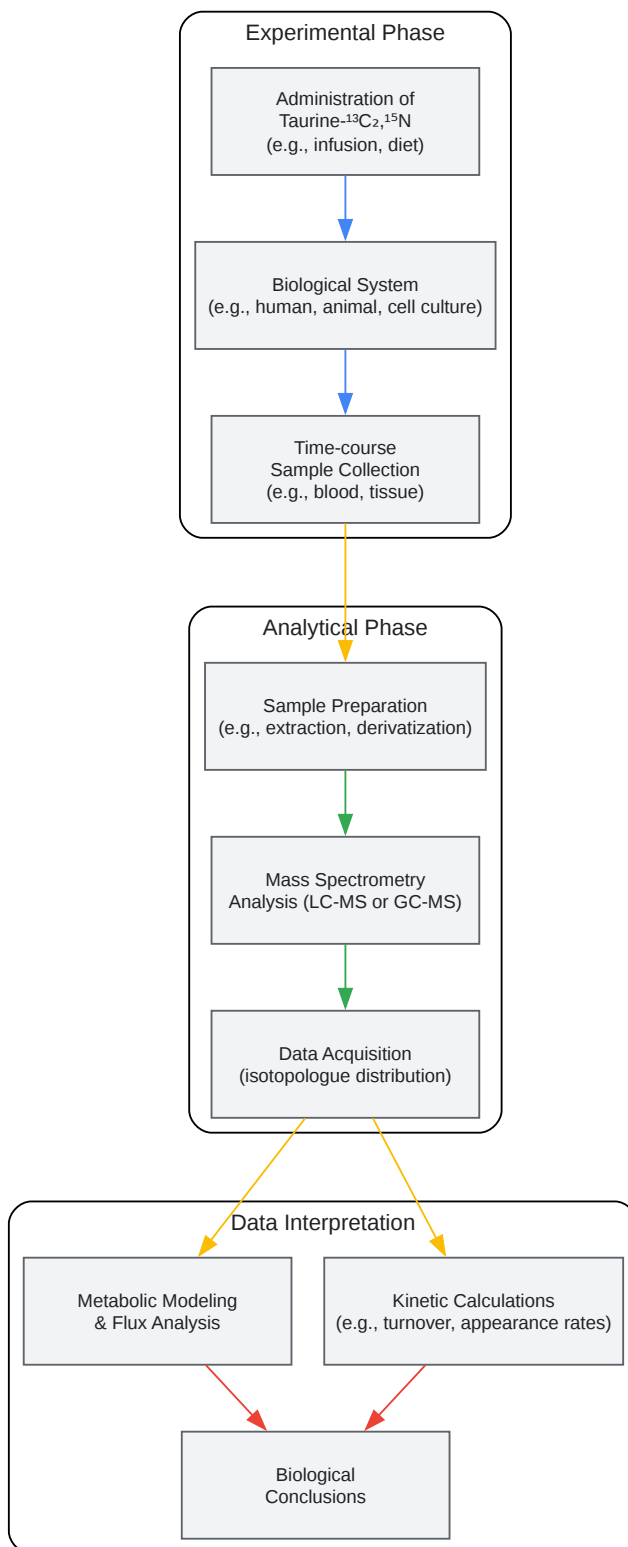 Experimental Phase
Administration of
Taurine-¹³C₂,¹⁵N
(e.g., infusion, diet)
Biological System
(e.g., human, animal, cell culture)
Time-course
Sample Collection
(e.g., blood, tissue)
Analytical Phase
Sample Preparation
(e.g., extraction, derivatization)
Mass Spectrometry
Analysis (LC-MS or GC-MS)
Data Acquisition
(isotopologue distribution)
Data Interpretation
Metabolic Modeling
& Flux Analysis
Kinetic Calculations
(e.g., turnover, appearance rates)
Biological
Conclusions